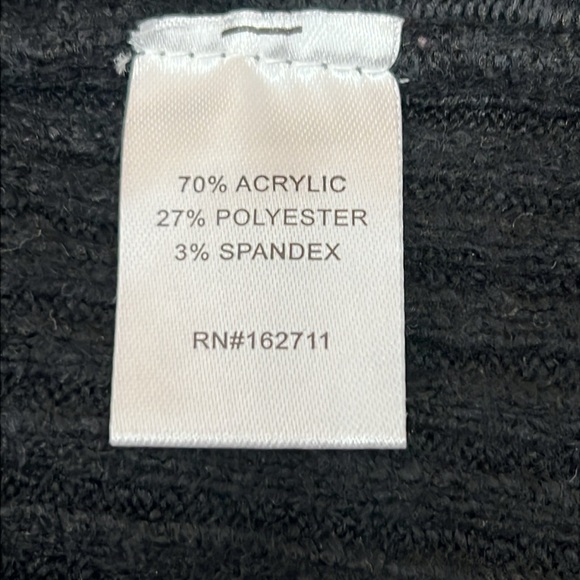 70% ACRYLIC
27% POLYESTER
3% SPANDEX
RN#162711